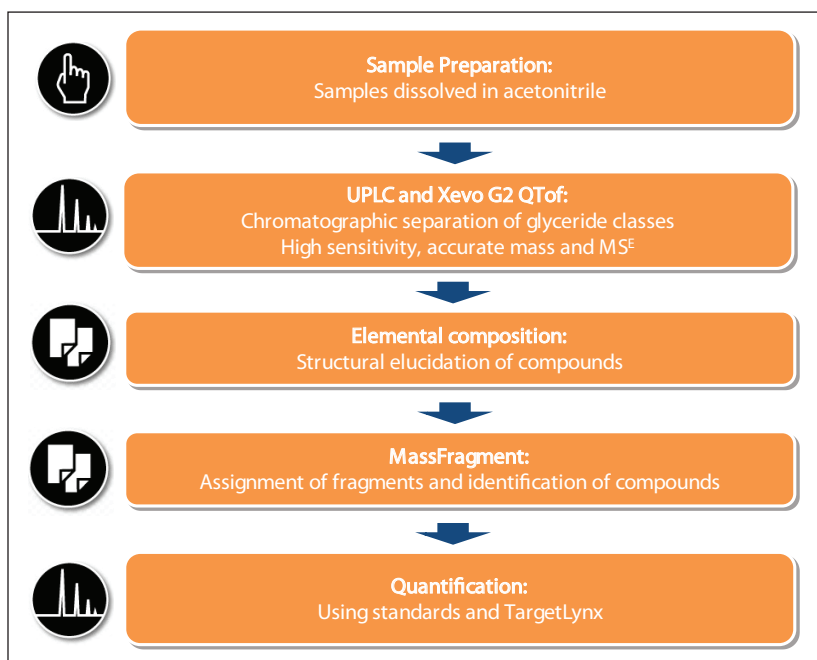 Sample Preparation:
Samples dissolved in acetonitrile
UPLC and Xevo G2 QTof:
Chromatographic separation of glyceride classes
High sensitivity, accurate mass and MSᴱ
Elemental composition:
Structural elucidation of compounds
MassFragment:
Assignment of fragments and identification of compounds
Quantification:
Using standards and TargetLynx